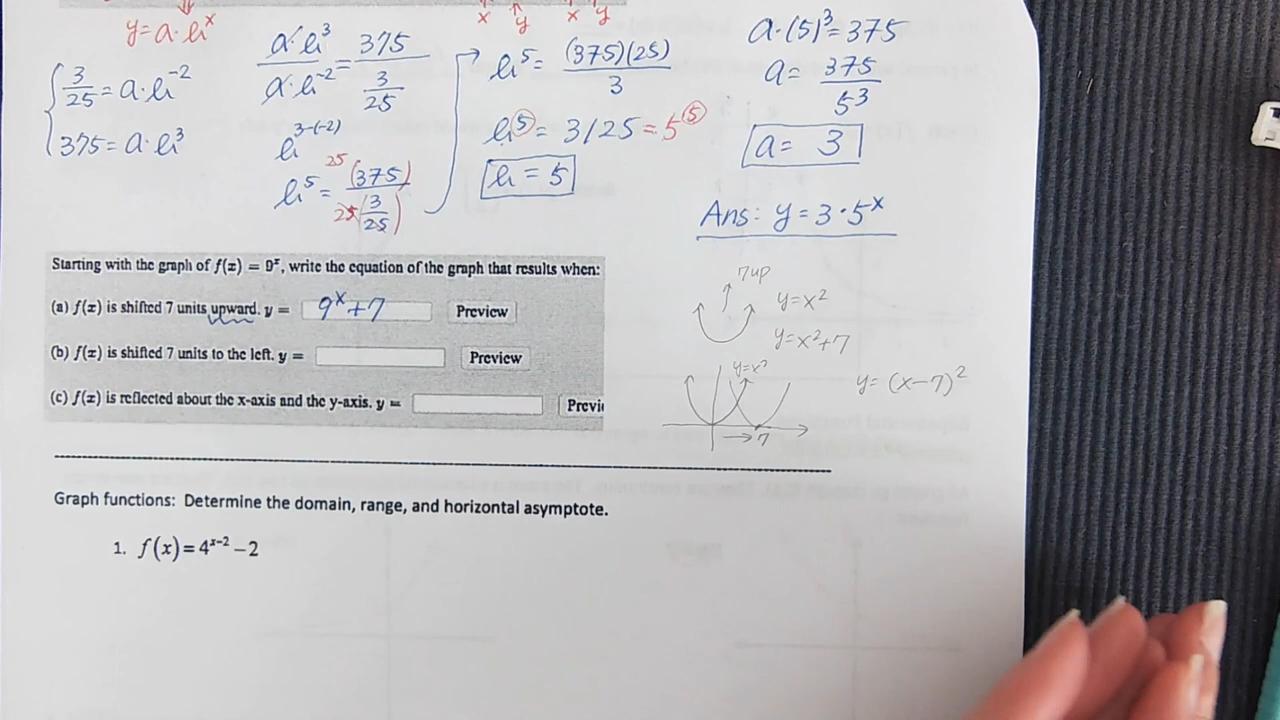 y = a·b^x
{ 3/25 = a·b^-2
375 = a·b^3
a·b^3 / a·b^-2 = 375 / (3/25)
b^3-(-2)
b^5 = 25(375) / 25(3/25)
b^5 = (375)(25) / 3
b^5 = 3125 = 5^5
b = 5
x y x y
a·(5)^3 = 375
a = 375 / 5^3
a = 3
Ans: y = 3·5^x
Starting with the graph of f(x) = 9^x, write the equation of the graph that results when:
(a) f(x) is shifted 7 units upward. y = 9^x+7 Preview
(b) f(x) is shifted 7 units to the left. y = Preview
(c) f(x) is reflected about the x-axis and the y-axis. y = Previ
7up
y=x^2
y=x^2+7
y=x^2
y=(x-7)^2
→7
Graph functions: Determine the domain, range, and horizontal asymptote.
1. f(x)=4^x-2 – 2